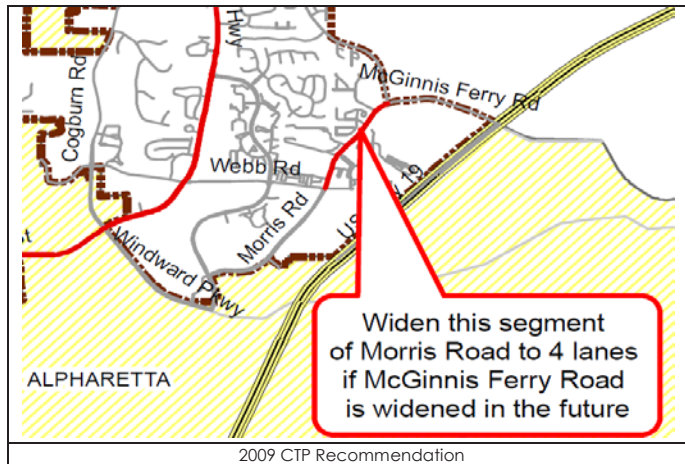 Hwy
McGinnis Ferry Rd
Cogburn Rd
Webb Rd
Morris Rd
19
Windward Pkwy
Widen this segment
of Morris Road to 4 lanes
if McGinnis Ferry Road
is widened in the future
ALPHARETTA
2009 CTP Recommendation